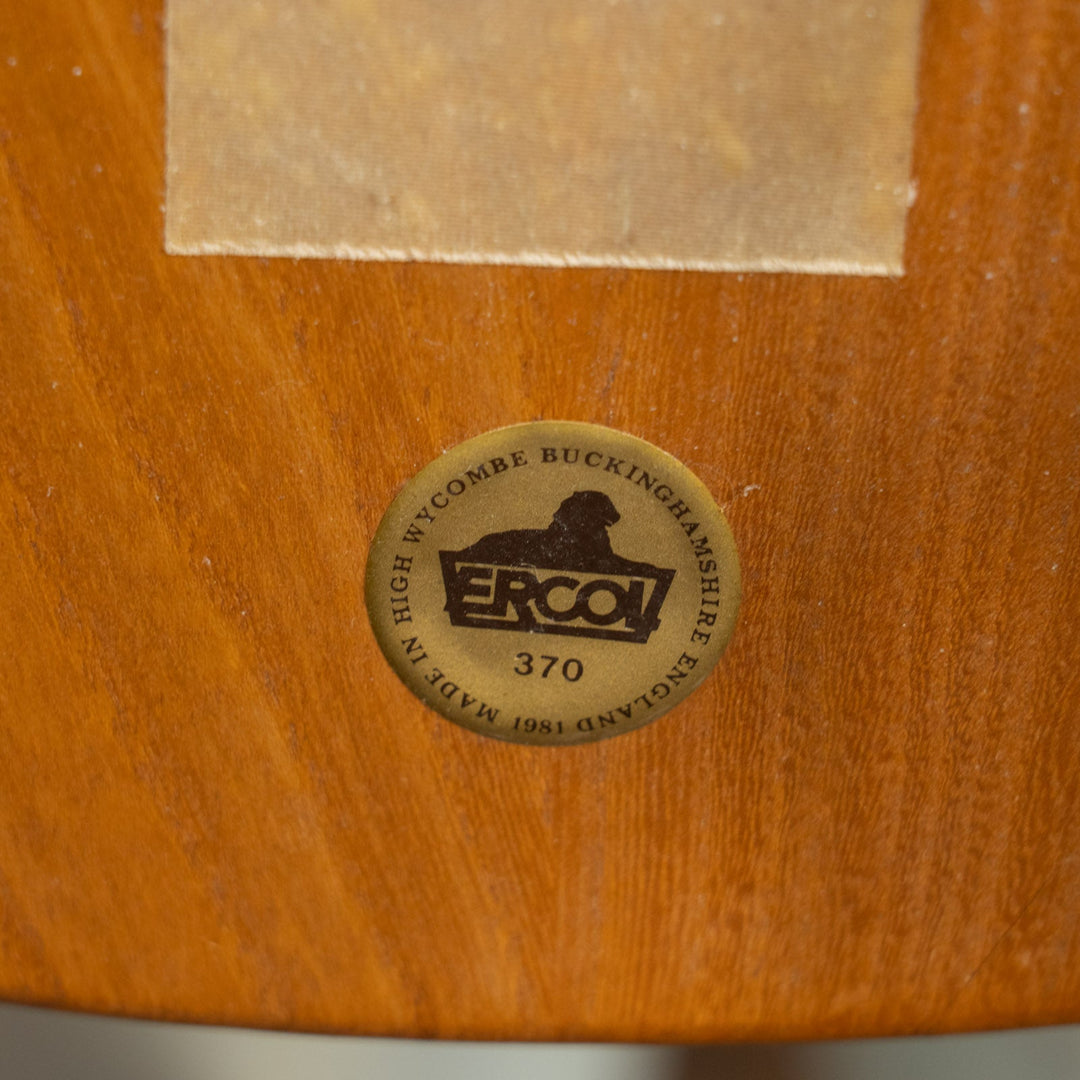 MADE IN HIGH WYCOMBE BUCKINGHAMSHIRE ENGLAND 1981
ERCOL
370